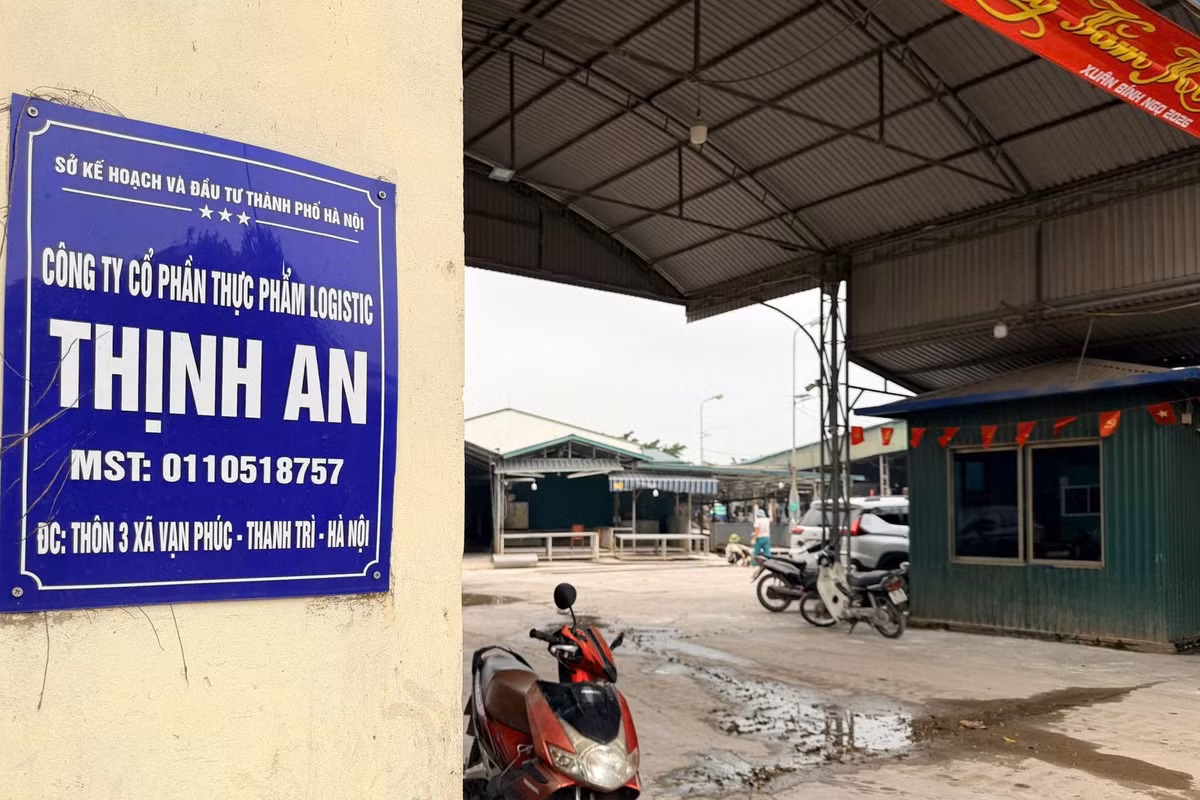 SỞ KẾ HOẠCH VÀ ĐẦU TƯ THÀNH PHỐ HÀ NỘI
CÔNG TY CỔ PHẦN THỰC PHẨM LOGISTIC
THỊNH AN
MST: 0110518757
ĐC: THÔN 3 XÃ VẠN PHÚC - THANH TRÌ - HÀ NỘI
Năm
XUÂN BÍNH NGỌ 2026